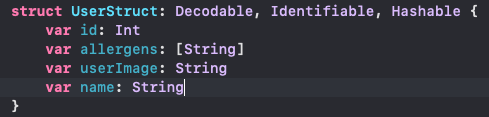 struct UserStruct: Decodable, Identifiable, Hashable {
    var id: Int
    var allergens: [String]
    var userImage: String
    var name: String
}